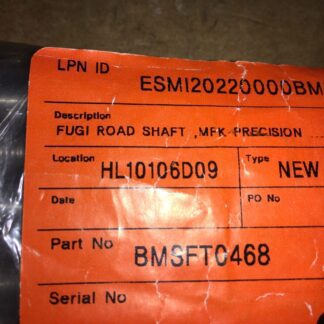 LPN ID
ESMI20220000BM
Description
FUGI ROAD SHAFT ,MFK PRECISION
Location HL10106D09 Type NEW
Date PO No
Part No BMSFT0468
Serial No